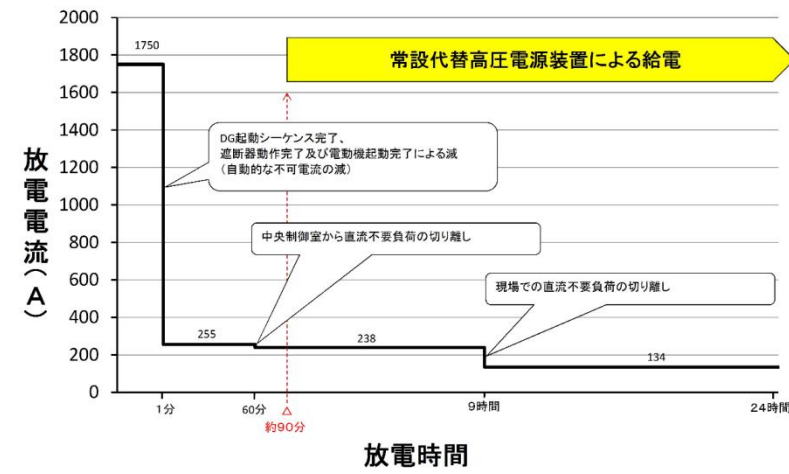 2000
1800
1600
1400
1200
1000
800
600
400
200
0
放電電流(A)
1750
常設代替高圧電源装置による給電
DG起動シーケンス完了、
遮断器動作完了及び電動機起動完了による減
(自動的な不可電流の減)
中央制御室から直流不要負荷の切り離し
現場での直流不要負荷の切り離し
255
238
134
1分
60分
約90分
9時間
24時間
放電時間